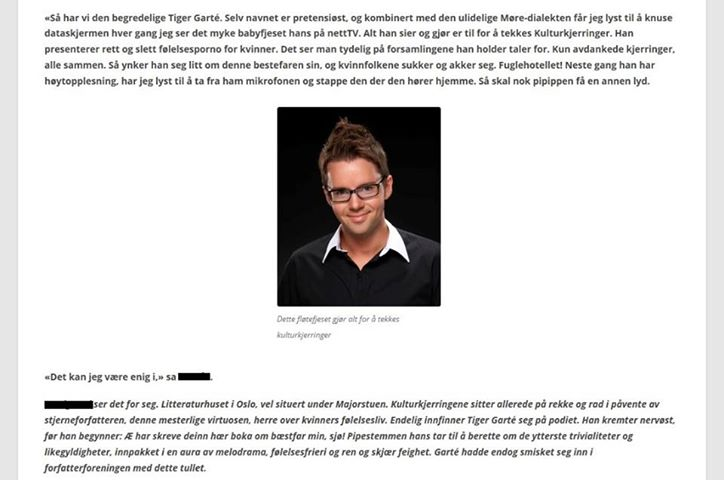 «Så har vi den begredelige Tiger Garté. Selv navnet er pretensiøst, og kombinert med den ulidelige Møre-dialekten får jeg lyst til å knuse
dataskjermen hver gang jeg ser det myke babyfjeset hans på nettTV. Alt han sier og gjør er til for å tekkes Kulturkjerringer. Han
presenterer rett og slett følelsesporno for kvinner. Det ser man tydelig på forsamlingene han holder taler for. Kun avdankede kjerringer,
alle sammen. Så ynker han seg litt om denne bestefaren sin, og kvinnfolkene sukker og akker seg. Fuglehotellet! Neste gang han har
høytopplesning, har jeg lyst til å ta fra ham mikrofonen og stappe den der den hører hjemme. Så skal nok pipippen få en annen lyd.
Dette fløtefjeset gjør alt for å tekkes
kulturkjerringer
«Det kan jeg være enig i,» sa .
ser det for seg. Litteraturhuset i Oslo, vel situert under Majorstuen. Kulturkjerringene sitter allerede på rekke og rad i påvente av
stjerneforfatteren, denne mesterlige virtuosen, herre over kvinners følelsesliv. Endelig innfinner Tiger Garté seg på podiet. Han kremter nervøst,
før han begynner: Æ har skreve deinn hær boka om bæstfar min, sjø! Pipestemmen hans tar til å berette om de ytterste trivialiteter og
likegyldigheter, innpakket i en aura av melodrama, følelsesfrieri og ren og skjær feighet. Garté hadde endog smisket seg inn i
forfatterforeningen med dette tullet.